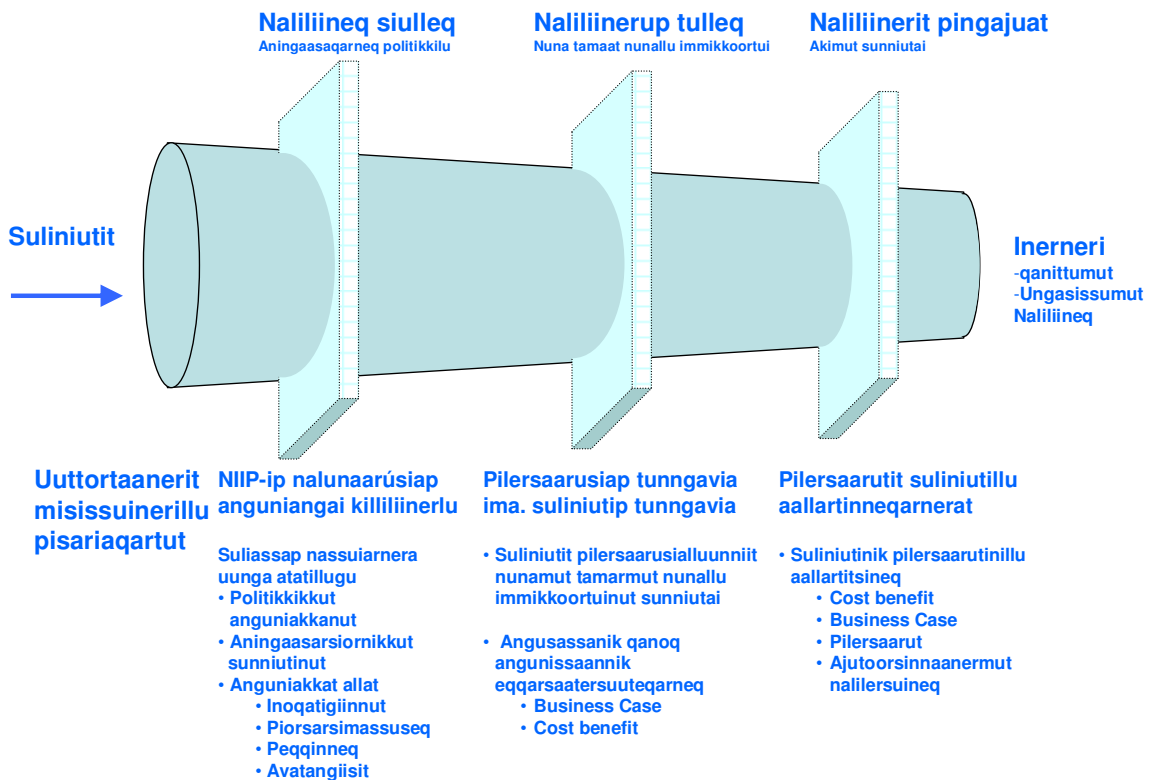 Naliliineq siulleq
Aningaasaqarneq politikkilu
Naliliinerup tulleq
Nuna tamaat nunallu immikkoortui
Naliliinerit pingajuat
Akimut sunniutai
Suliniutit
Inerneri
-qanittumut
-Ungasissumut
Naliliineq
Uuttortaanerit
misissuinerillu
pisariaqartut
NIIP-ip nalunaarúsiap
anguniangai killiliinerlu
Suliassap nassuiarnera
uunga atatillugu
• Politikkikkut
anguniakkanut
• Aningaasarsiornikkut
sunniutinut
• Anguniakkat allat
• Inoqatigiinnut
• Piorsarsimassuseq
• Peqqinneq
• Avatangiisit
Pilersaarusiap tunngavia
ima. suliniutip tunngavia
• Suliniutit pilersaarusialluunniit
nunamut tamarmut nunallu
immikkoortuinut sunniutai
• Angusassanik qanoq
angunissaannik
eqqarsaatersuuteqarneq
• Business Case
• Cost benefit
Pilersaarutit suliniutillu
aallartinneqarnerat
• Suliniutinik pilersaarutinillu
aallartitsineq
• Cost benefit
• Business Case
• Pilersaarut
• Ajutoorsinnaanermut
nalilersuineq